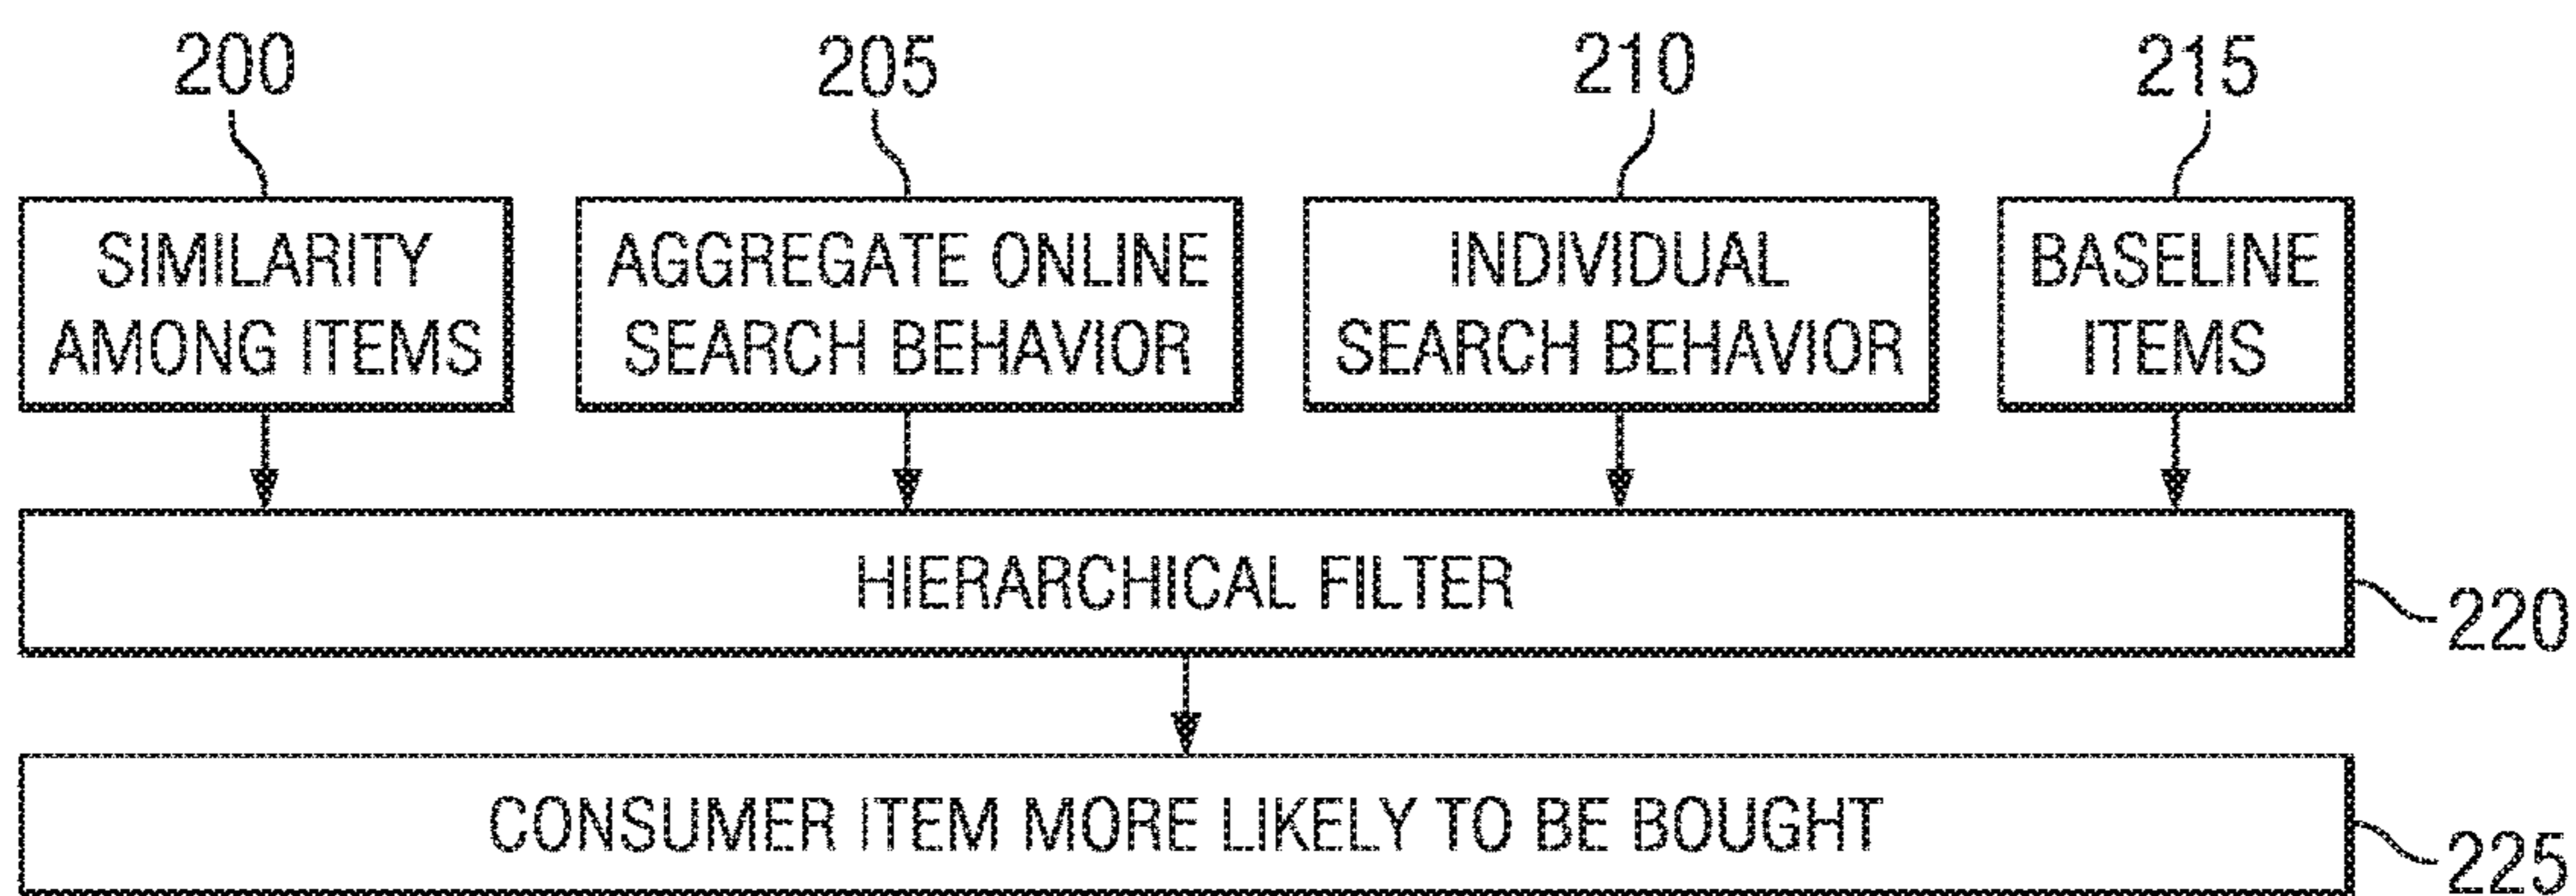 200
205
210
215
SIMILARITY
AMONG ITEMS
AGGREGATE ONLINE
SEARCH BEHAVIOR
INDIVIDUAL
SEARCH BEHAVIOR
BASELINE
ITEMS
HIERARCHICAL FILTER
220
CONSUMER ITEM MORE LIKELY TO BE BOUGHT
225